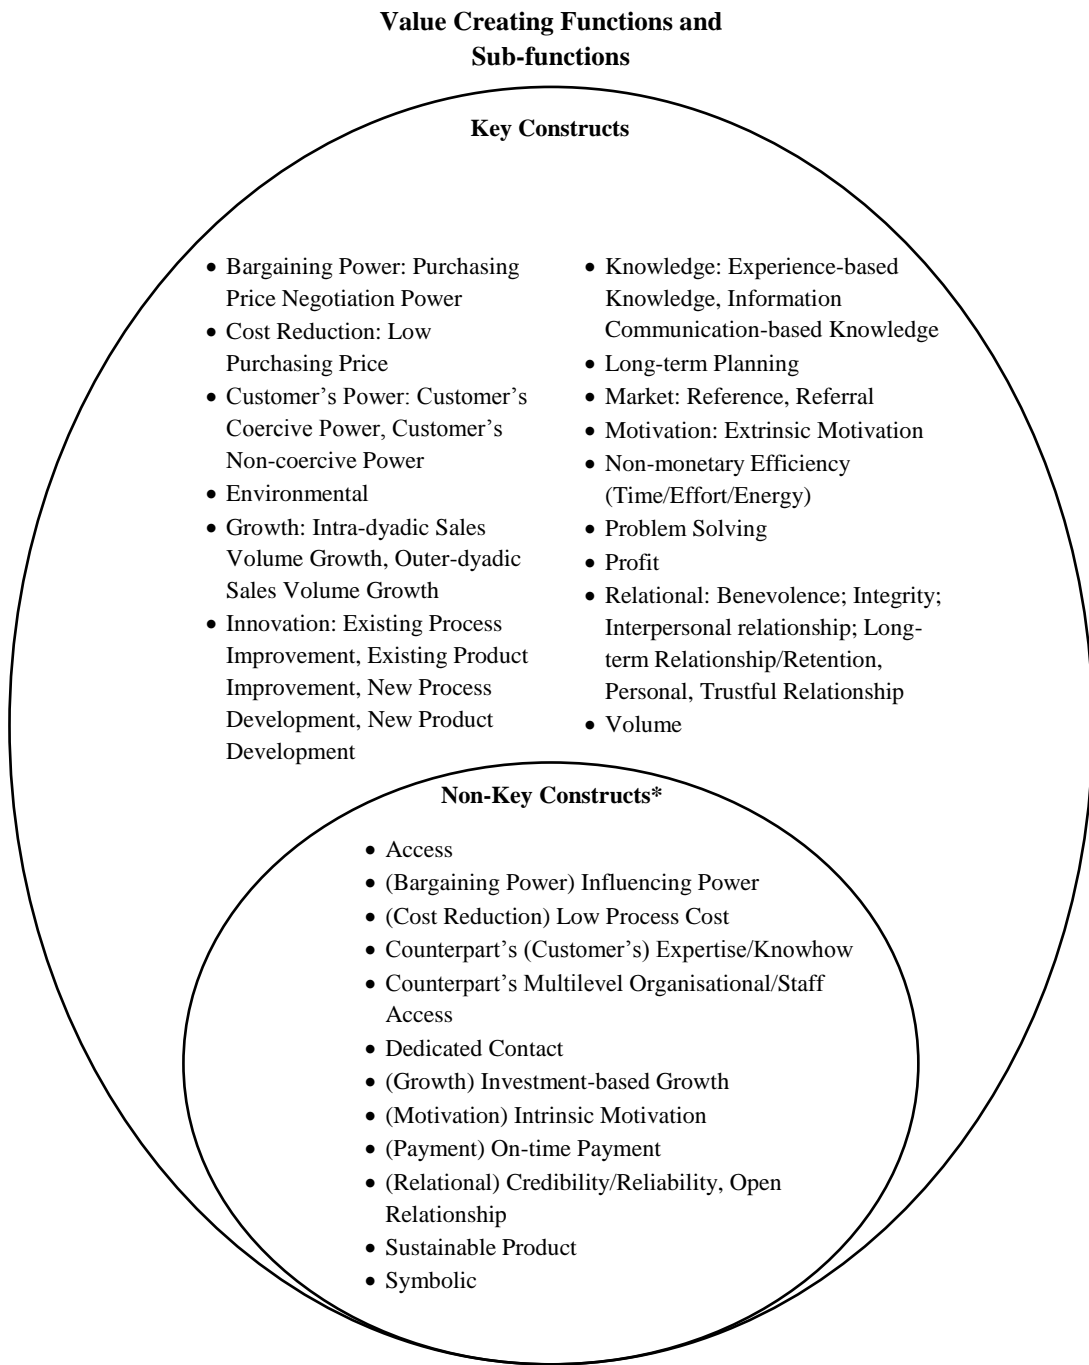 Value Creating Functions and
Sub-functions
Key Constructs
• Bargaining Power: Purchasing
Price Negotiation Power
• Cost Reduction: Low
Purchasing Price
• Customer’s Power: Customer’s
Coercive Power, Customer’s
Non-coercive Power
• Environmental
• Growth: Intra-dyadic Sales
Volume Growth, Outer-dyadic
Sales Volume Growth
• Innovation: Existing Process
Improvement, Existing Product
Improvement, New Process
Development, New Product
Development
• Knowledge: Experience-based
Knowledge, Information
Communication-based Knowledge
• Long-term Planning
• Market: Reference, Referral
• Motivation: Extrinsic Motivation
• Non-monetary Efficiency
(Time/Effort/Energy)
• Problem Solving
• Profit
• Relational: Benevolence; Integrity;
Interpersonal relationship; Long-
term Relationship/Retention,
Personal, Trustful Relationship
• Volume
Non-Key Constructs*
• Access
• (Bargaining Power) Influencing Power
• (Cost Reduction) Low Process Cost
• Counterpart’s (Customer’s) Expertise/Knowhow
• Counterpart’s Multilevel Organisational/Staff
Access
• Dedicated Contact
• (Growth) Investment-based Growth
• (Motivation) Intrinsic Motivation
• (Payment) On-time Payment
• (Relational) Credibility/Reliability, Open
Relationship
• Sustainable Product
• Symbolic